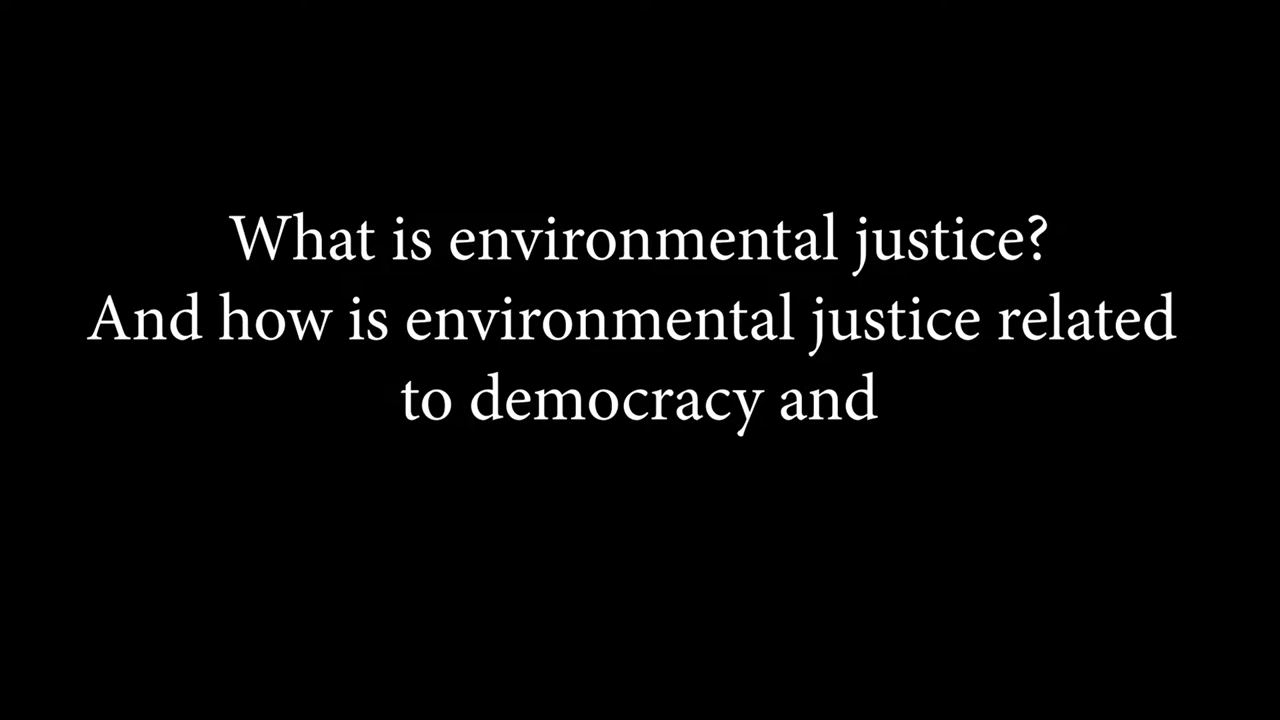 What is environmental justice?
And how is environmental justice related
to democracy and